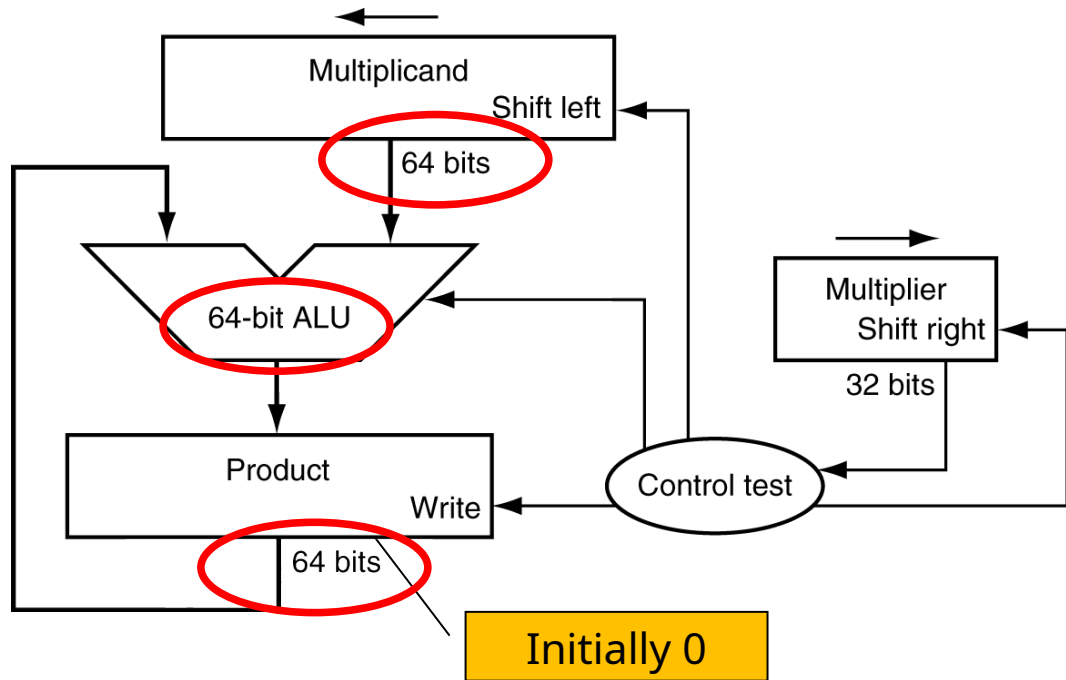 Multiplicand
Shift left
64 bits
64-bit ALU
Multiplier
Shift right
32 bits
Product
Write
Control test
64 bits
Initially 0